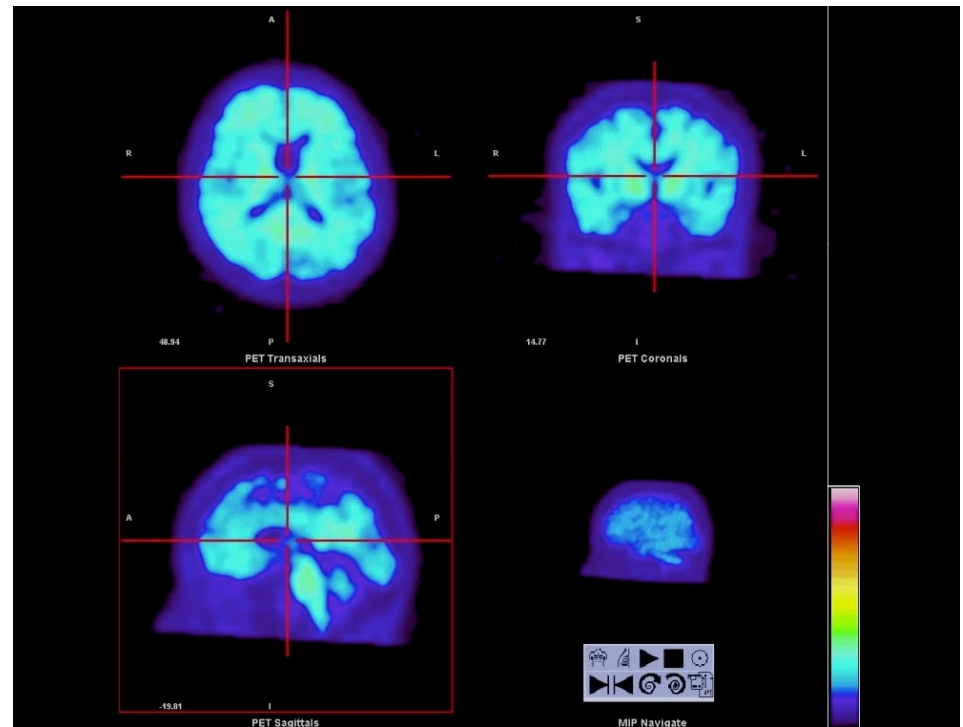 A
R
L
48.94
P
PET Transaxials
S
R
L
14.77
I
PET Coronals
S
A
P
-19.81
I
PET Sagittals
MIP Navigate